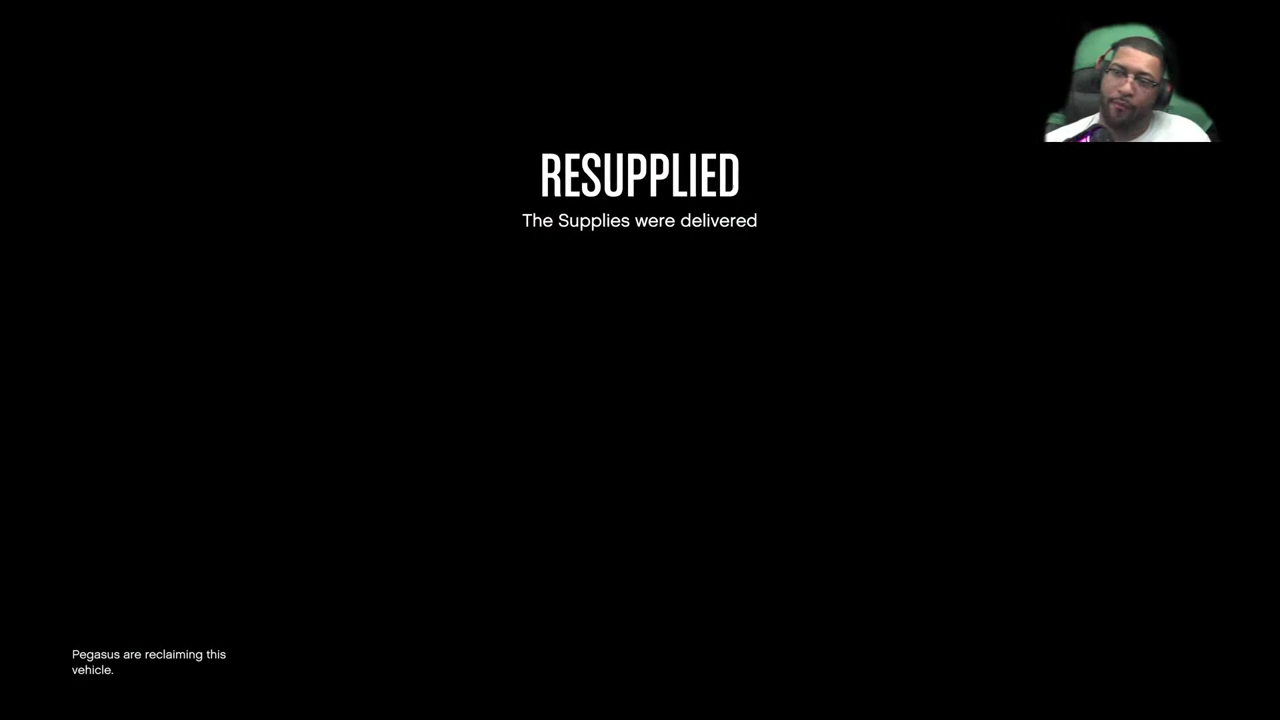 RESUPPLIED
The Supplies were delivered
Pegasus are reclaiming this
vehicle.